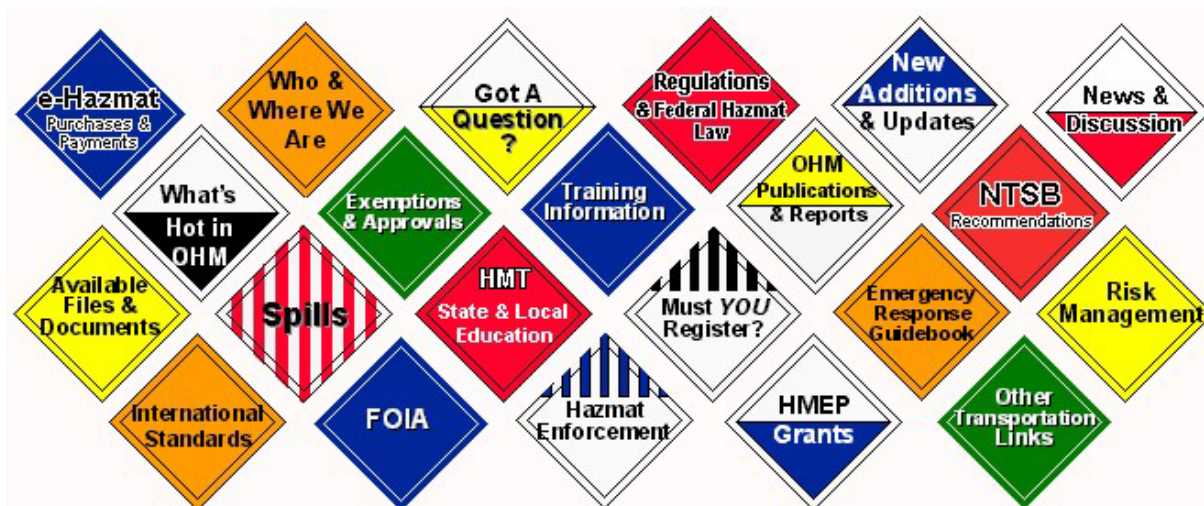 e-Hazmat
Purchases &
Payments
Who &
Where We
Are
Got A
Question
?
Regulations
& Federal Hazmat
Law
New
Additions
& Updates
News &
Discussion
What's
Hot in
OHM
Exemptions
& Approvals
Training
Information
OHM
Publications
& Reports
NTSB
Recommendations
Available
Files &
Documents
Spills
HMT
State & Local
Education
Must YOU
Register?
Emergency
Response
Guidebook
Risk
Management
International
Standards
FOIA
Hazmat
Enforcement
HMEP
Grants
Other
Transportation
Links